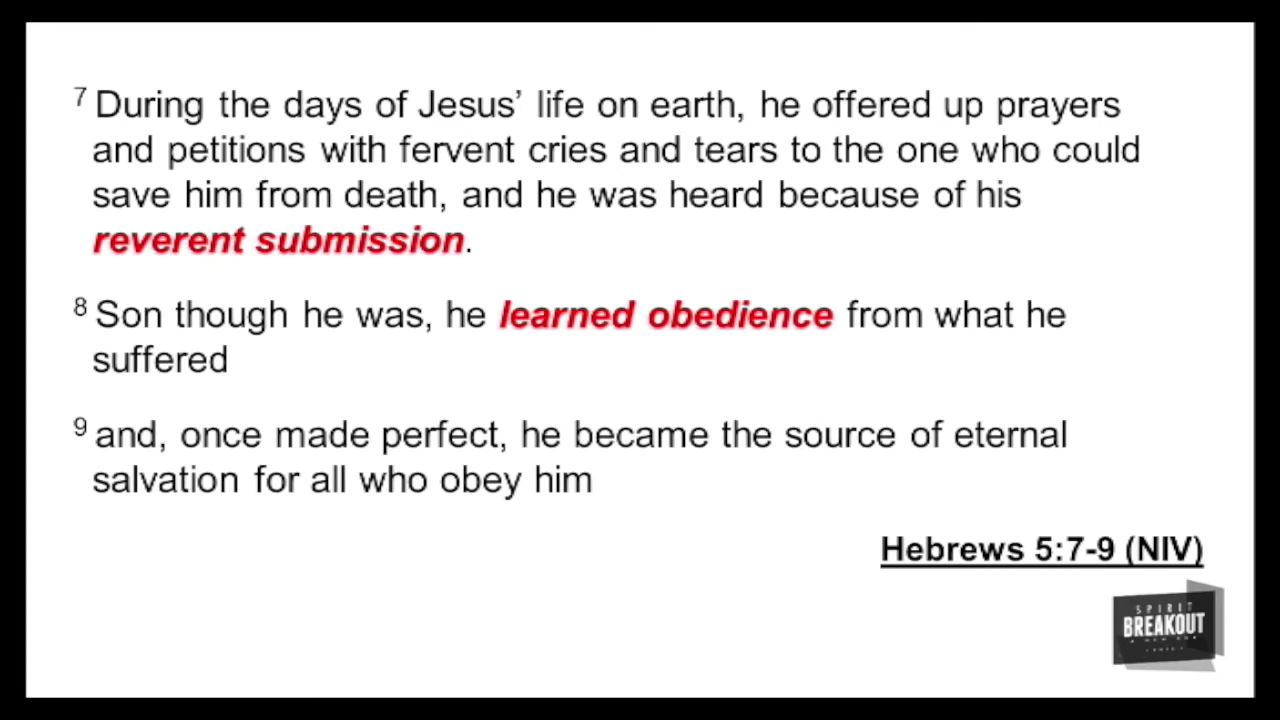 7 During the days of Jesus’ life on earth, he offered up prayers
and petitions with fervent cries and tears to the one who could
save him from death, and he was heard because of his
reverent submission.
8 Son though he was, he learned obedience from what he
suffered
9 and, once made perfect, he became the source of eternal
salvation for all who obey him
Hebrews 5:7-9 (NIV)
SPIRIT
BREAKOUT